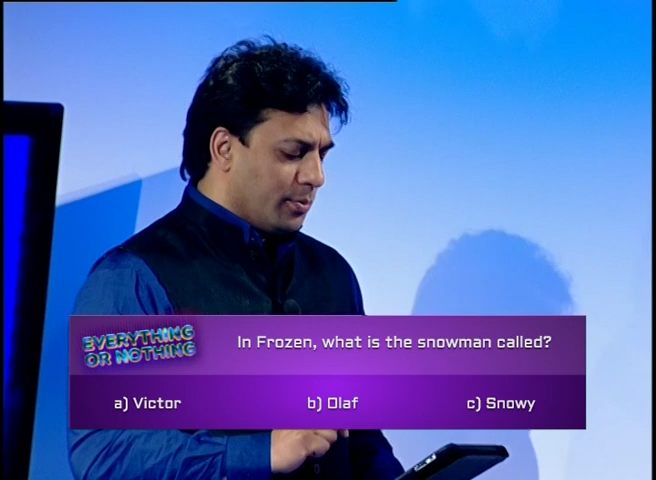 EVERYTHING
OR NOTHING
In Frozen, what is the snowman called?
a) Victor
b) Olaf
c) Snowy